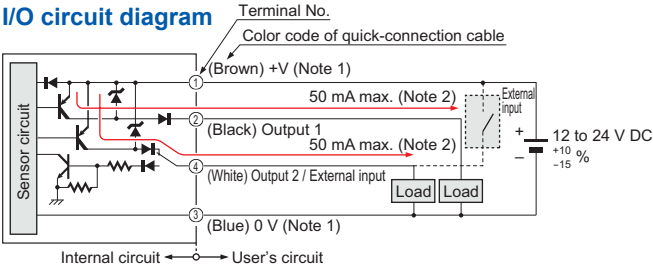 I/O circuit diagram
Terminal No.
Color code of quick-connection cable
1
(Brown) +V (Note 1)
50 mA max. (Note 2)
External
input
2
(Black) Output 1
50 mA max. (Note 2)
+
−
12 to 24 V DC
+10
−15 %
Sensor circuit
4
(White) Output 2 / External input
Load
Load
3
(Blue) 0 V (Note 1)
Internal circuit
User's circuit